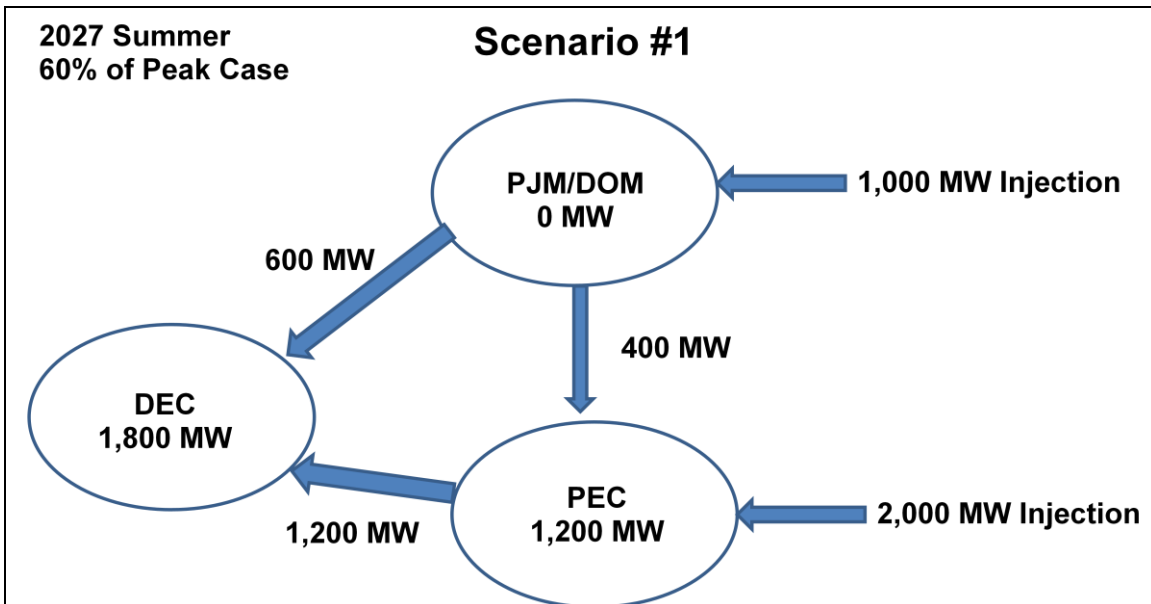 2027 Summer
60% of Peak Case
Scenario #1
PJM/DOM
0 MW
1,000 MW Injection
600 MW
400 MW
DEC
1,800 MW
PEC
1,200 MW
1,200 MW
2,000 MW Injection